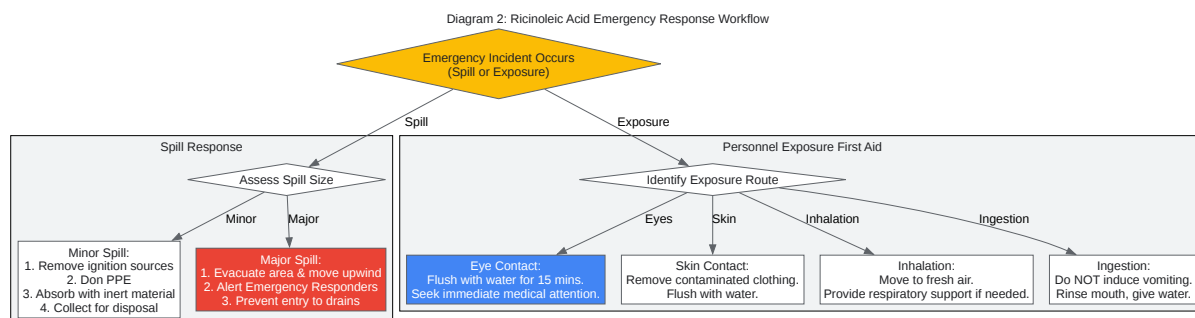 Diagram 2: Ricinoleic Acid Emergency Response Workflow
Emergency Incident Occurs
(Spill or Exposure)
Spill
Exposure
Spill Response
Assess Spill Size
Minor
Major
Minor Spill:
1. Remove ignition sources
2. Don PPE
3. Absorb with inert material
4. Collect for disposal
Major Spill:
1. Evacuate area & move upwind
2. Alert Emergency Responders
3. Prevent entry to drains
Personnel Exposure First Aid
Identify Exposure Route
Eyes
Skin
Inhalation
Ingestion
Eye Contact:
Flush with water for 15 mins.
Seek immediate medical attention.
Skin Contact:
Remove contaminated clothing.
Flush with water.
Inhalation:
Move to fresh air.
Provide respiratory support if needed.
Ingestion:
Do NOT induce vomiting.
Rinse mouth, give water.